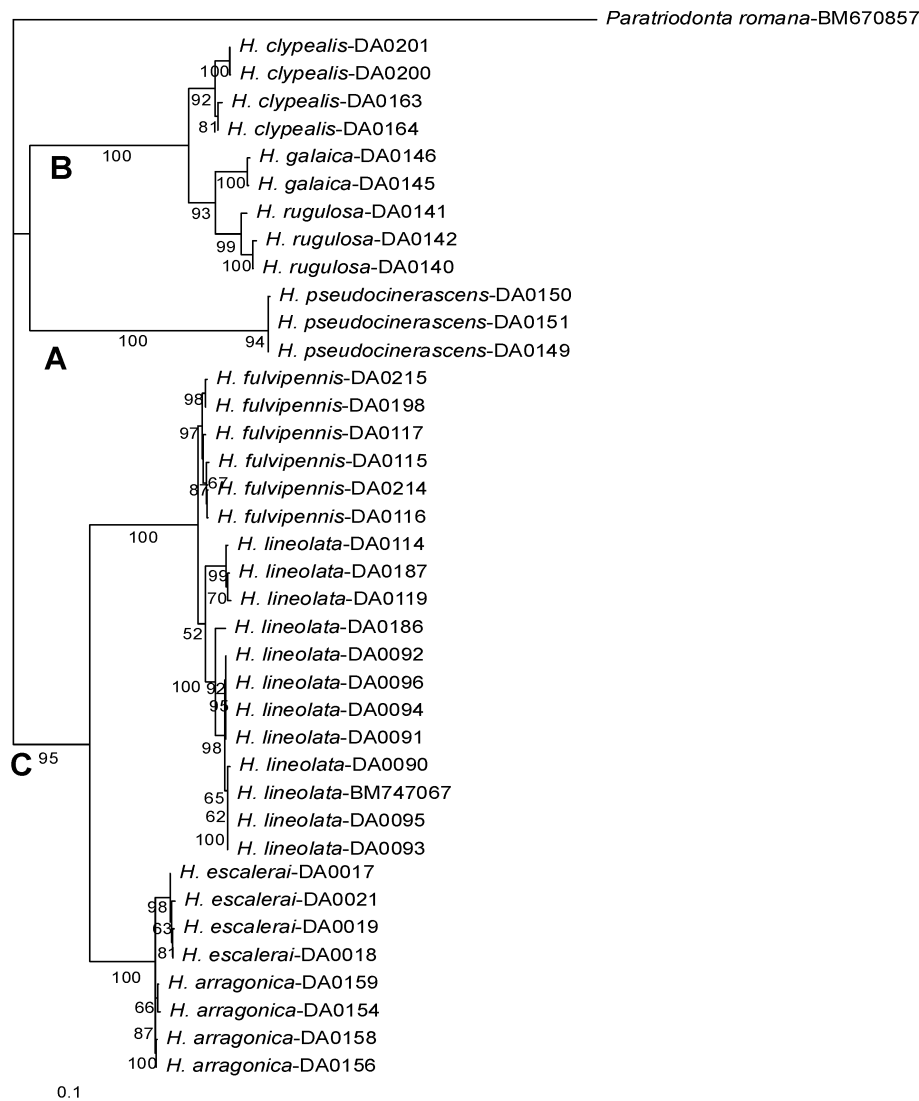 Paratriodonta romana-BM670857
H. clypealis-DA0201
100
H. clypealis-DA0200
92
H. clypealis-DA0163
81
H. clypealis-DA0164
100
B
H. galaica-DA0146
100
H. galaica-DA0145
93
H. rugulosa-DA0141
99
H. rugulosa-DA0142
100
H. rugulosa-DA0140
H. pseudocinerascens-DA0150
H. pseudocinerascens-DA0151
100
94
H. pseudocinerascens-DA0149
A
H. fulvipennis-DA0215
98
H. fulvipennis-DA0198
97
H. fulvipennis-DA0117
H. fulvipennis-DA0115
67
87
H. fulvipennis-DA0214
H. fulvipennis-DA0116
100
H. lineolata-DA0114
99
H. lineolata-DA0187
70
H. lineolata-DA0119
52
H. lineolata-DA0186
H. lineolata-DA0092
100
92
H. lineolata-DA0096
95
H. lineolata-DA0094
98
H. lineolata-DA0091
C
95
H. lineolata-DA0090
65
H. lineolata-BM747067
62
H. lineolata-DA0095
100
H. lineolata-DA0093
H. escalerai-DA0017
98
H. escalerai-DA0021
63
H. escalerai-DA0019
81
H. escalerai-DA0018
100
H. arragonica-DA0159
66
H. arragonica-DA0154
87
H. arragonica-DA0158
100
H. arragonica-DA0156
0.1